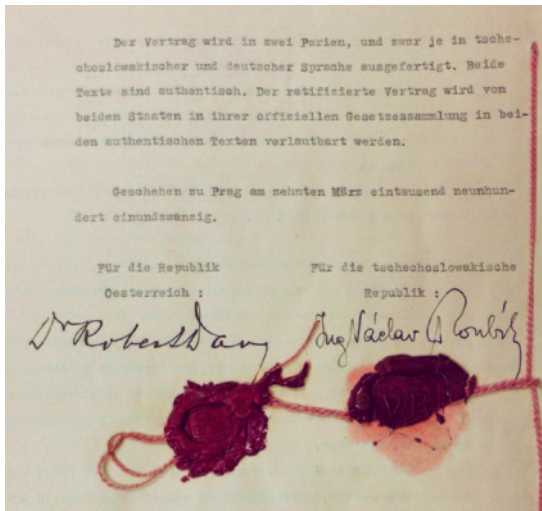 Der Vertrag wird in zwei Parien, und zwar je in tsche-
choslowakischer und deutscher Sprache ausgefertigt. Beide
Texte sind authentisch. Der ratifizierte Vertrag wird von
beiden Staaten in ihrer offiziellen Gesetzessammlung in bei-
den authentischen Texten verlautbart werden.
Geschehen zu Prag am zehnten März eintausend neunhun-
dert einundzwanzig.
Für die Republik
Oesterreich :
Für die tschechoslowakische
Republik :
Dr Robert Davy
Ing Václav Roubík